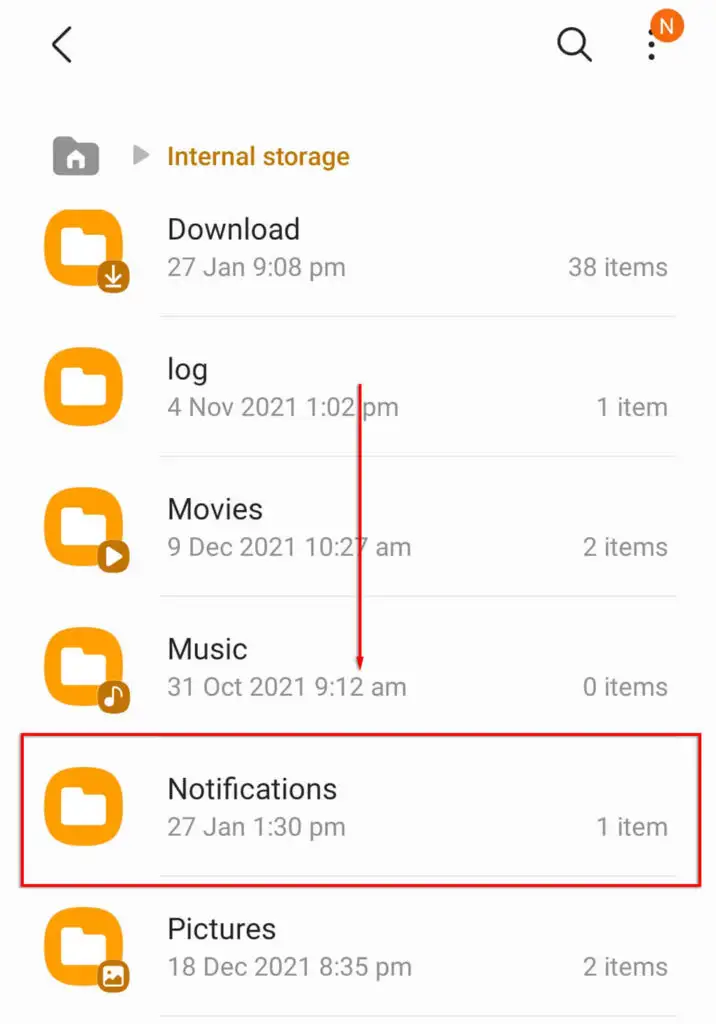 N
Internal storage
Download
27 Jan 9:08 pm 38 items
log
4 Nov 2021 1:02 pm 1 item
Movies
9 Dec 2021 10:27 am 2 items
Music
31 Oct 2021 9:12 am 0 items
Notifications
27 Jan 1:30 pm 1 item
Pictures
18 Dec 2021 8:35 pm 2 items